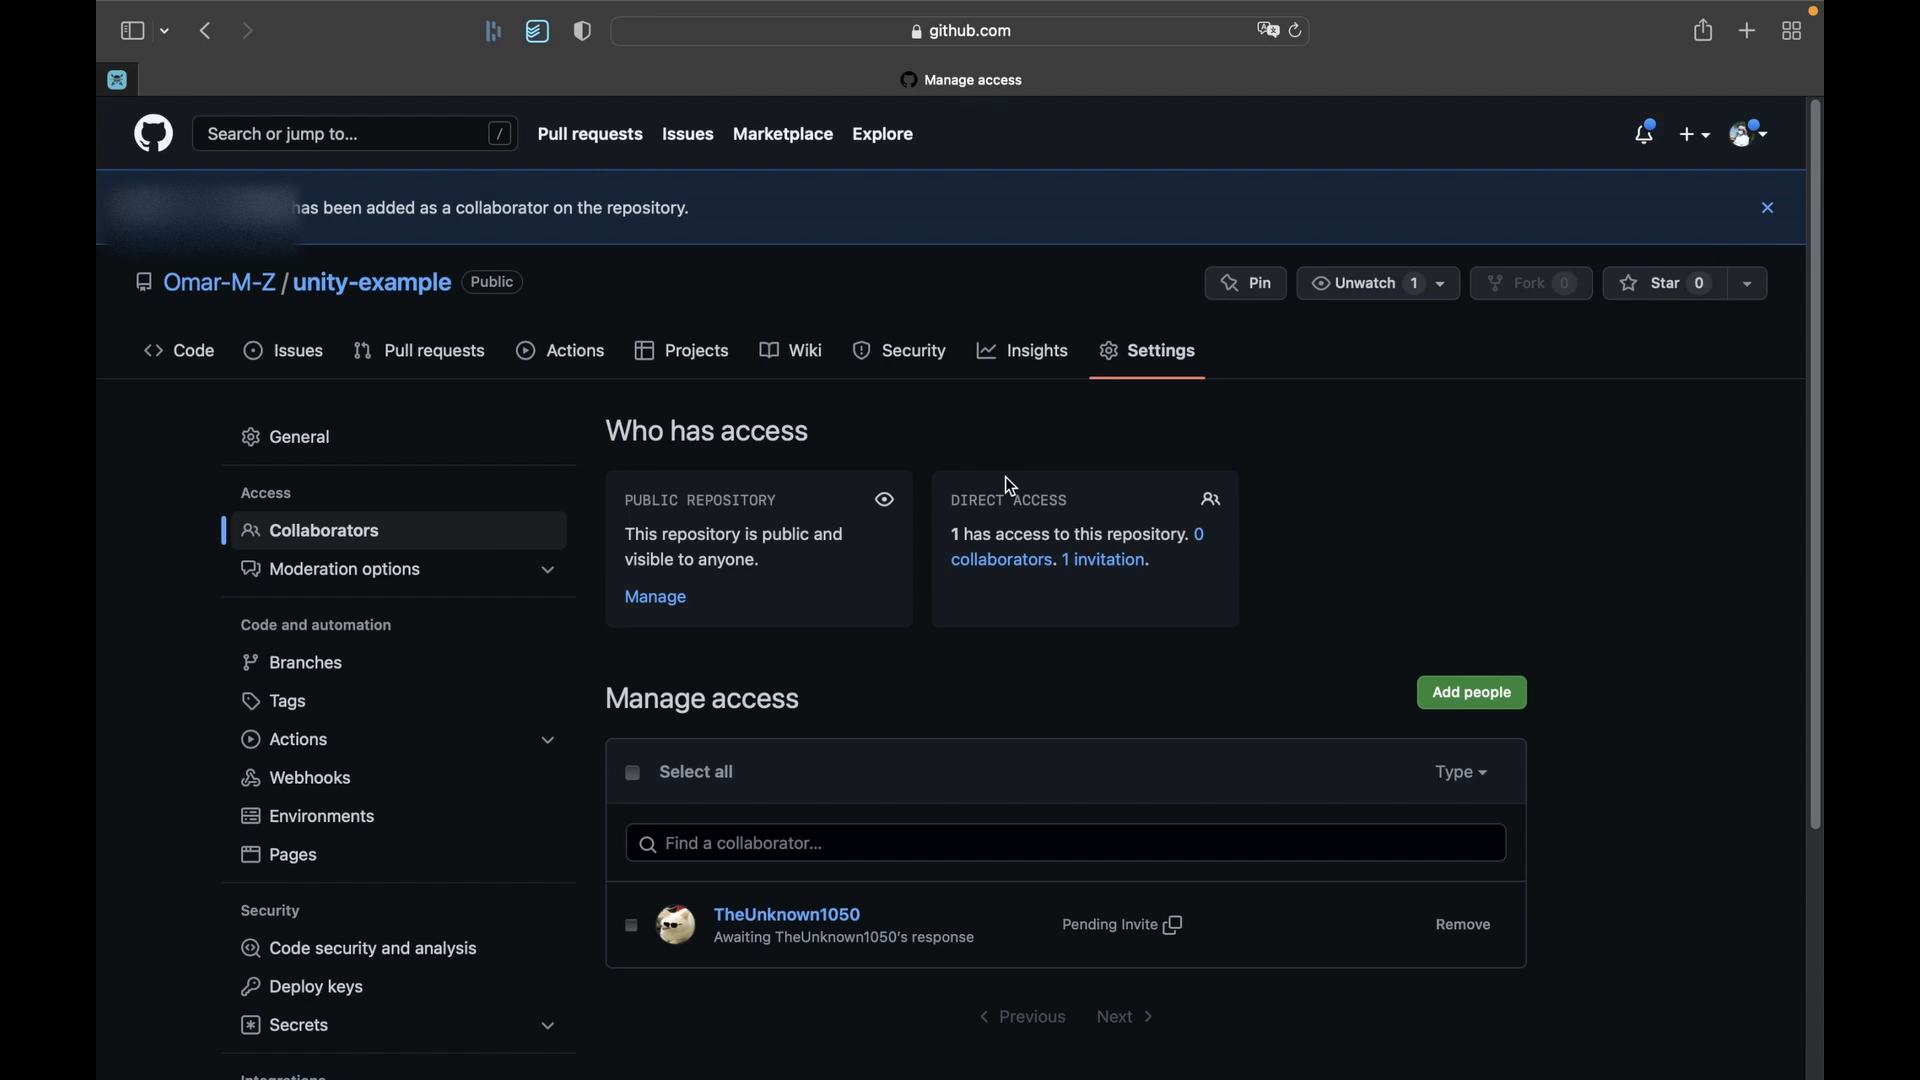 github.com
Manage access
Search or jump to... /
Pull requests
Issues
Marketplace
Explore
has been added as a collaborator on the repository.
Omar-M-Z / unity-example
Public
Pin
Unwatch 1
Fork 0
Star 0
Code
Issues
Pull requests
Actions
Projects
Wiki
Security
Insights
Settings
General
Access
Collaborators
Moderation options
Code and automation
Branches
Tags
Actions
Webhooks
Environments
Pages
Security
Code security and analysis
Deploy keys
Secrets
Integrations
Who has access
PUBLIC REPOSITORY
This repository is public and
visible to anyone.
Manage
DIRECT ACCESS
1 has access to this repository. 0
collaborators. 1 invitation.
Manage access
Add people
Select all
Type
Find a collaborator...
TheUnknown1050
Awaiting TheUnknown1050's response
Pending Invite
Remove
Previous
Next